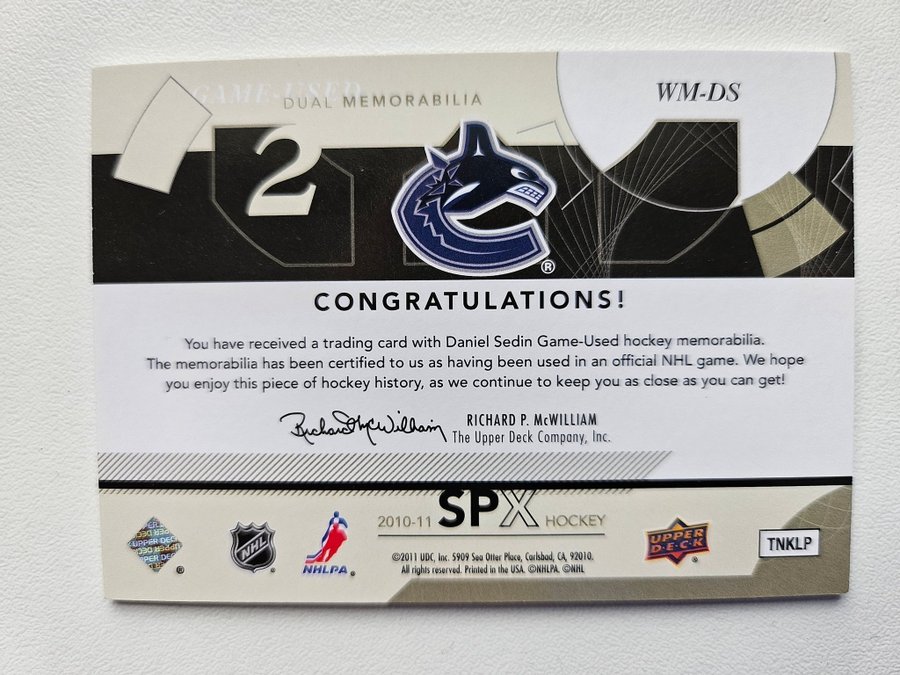 GAME-USED
DUAL MEMORABILIA
WM-DS
2
®
CONGRATULATIONS!
You have received a trading card with Daniel Sedin Game-Used hockey memorabilia.
The memorabilia has been certified to us as having been used in an official NHL game. We hope
you enjoy this piece of hockey history, as we continue to keep you as close as you can get!
Richard P. McWilliam
RICHARD P. McWILLIAM
The Upper Deck Company, Inc.
2010-11 SPX HOCKEY
UPPER DECK
®
NHL
®
NHLPA®
©2011 UDC, Inc. 5909 Sea Otter Place, Carlsbad, CA, 92010.
All rights reserved. Printed in the USA. ©NHLPA. ©NHL
UPPER
DECK
®
TNKLP